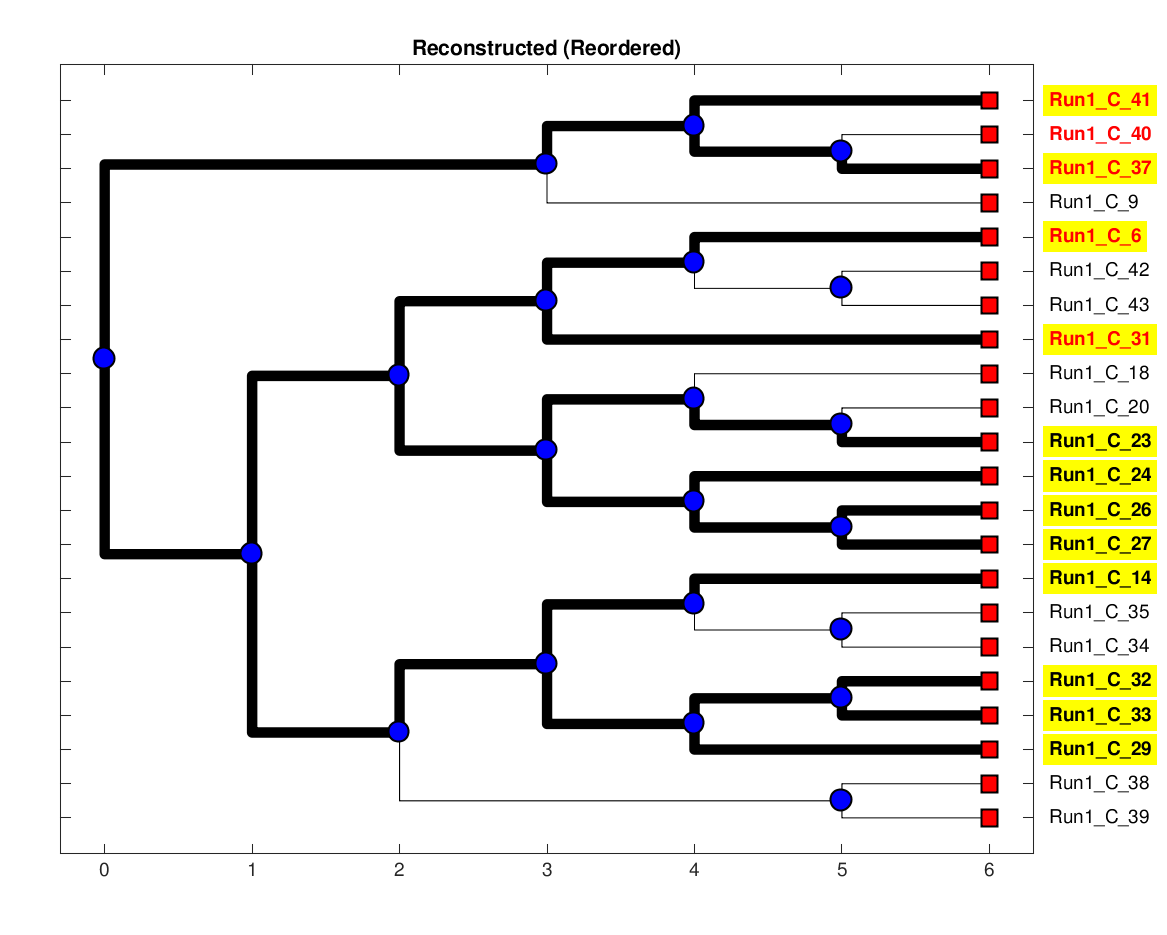 Reconstructed (Reordered)
Run1_C_41
Run1_C_40
Run1_C_37
Run1_C_9
Run1_C_6
Run1_C_42
Run1_C_43
Run1_C_31
Run1_C_18
Run1_C_20
Run1_C_23
Run1_C_24
Run1_C_26
Run1_C_27
Run1_C_14
Run1_C_35
Run1_C_34
Run1_C_32
Run1_C_33
Run1_C_29
Run1_C_38
Run1_C_39
0 1 2 3 4 5 6